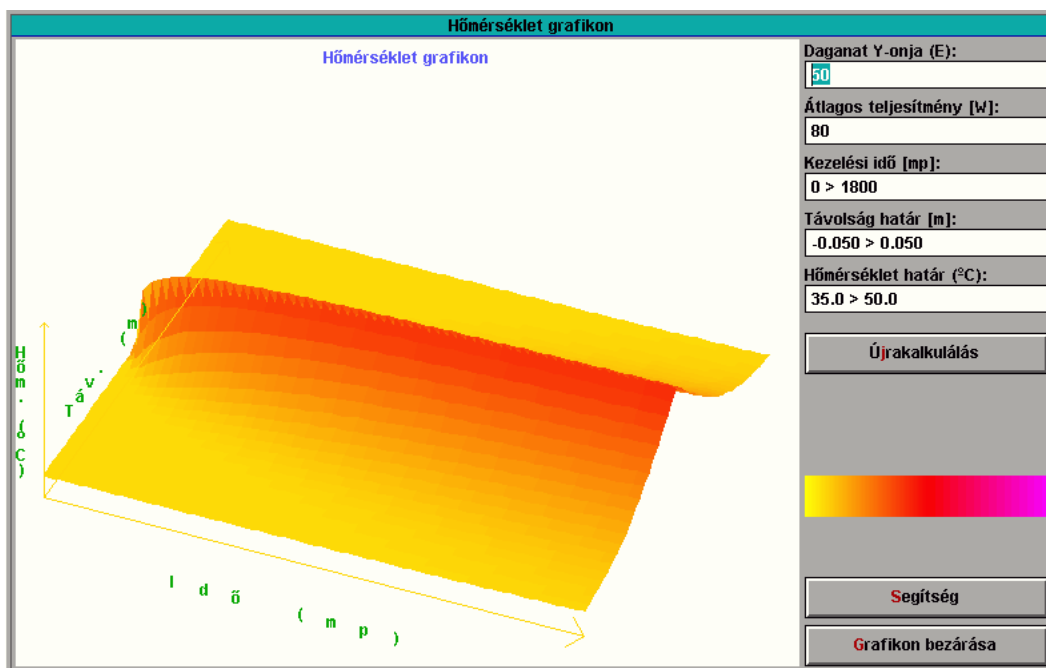 Hőmérséklet grafikon
Hőmérséklet grafikon
Hőm. (ºC)
Táv. (m)
Idő (mp)
Daganat Y-onja (E):
50
Átlagos teljesítmény [W]:
80
Kezelési idő [mp]:
0 > 1800
Távolság határ [m]:
-0.050 > 0.050
Hőmérséklet határ (ºC):
35.0 > 50.0
Újrakalkulálás
Segítség
Grafikon bezárása